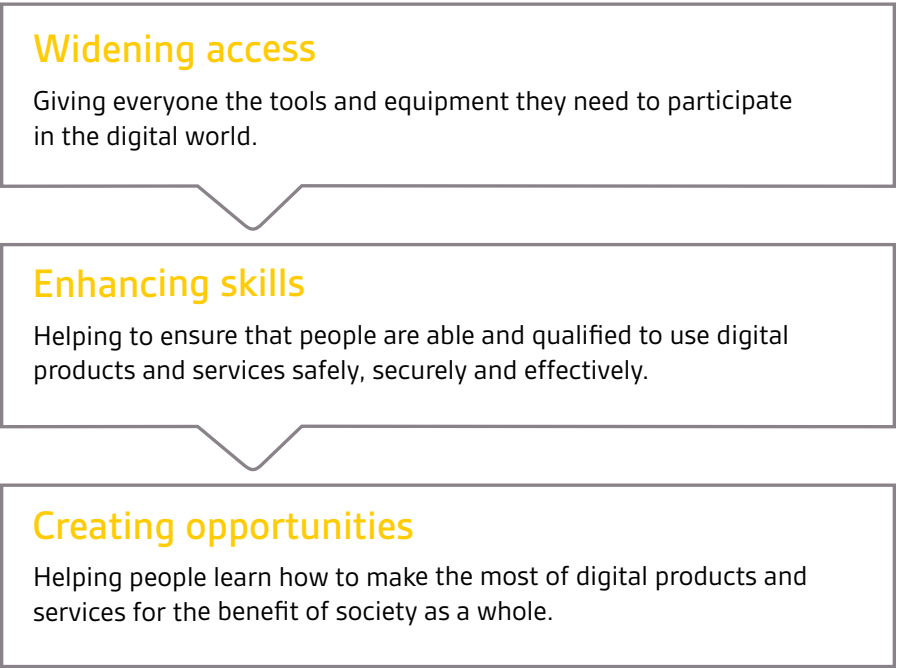 Widening access
Giving everyone the tools and equipment they need to participate
in the digital world.
Enhancing skills
Helping to ensure that people are able and qualified to use digital
products and services safely, securely and effectively.
Creating opportunities
Helping people learn how to make the most of digital products and
services for the benefit of society as a whole.